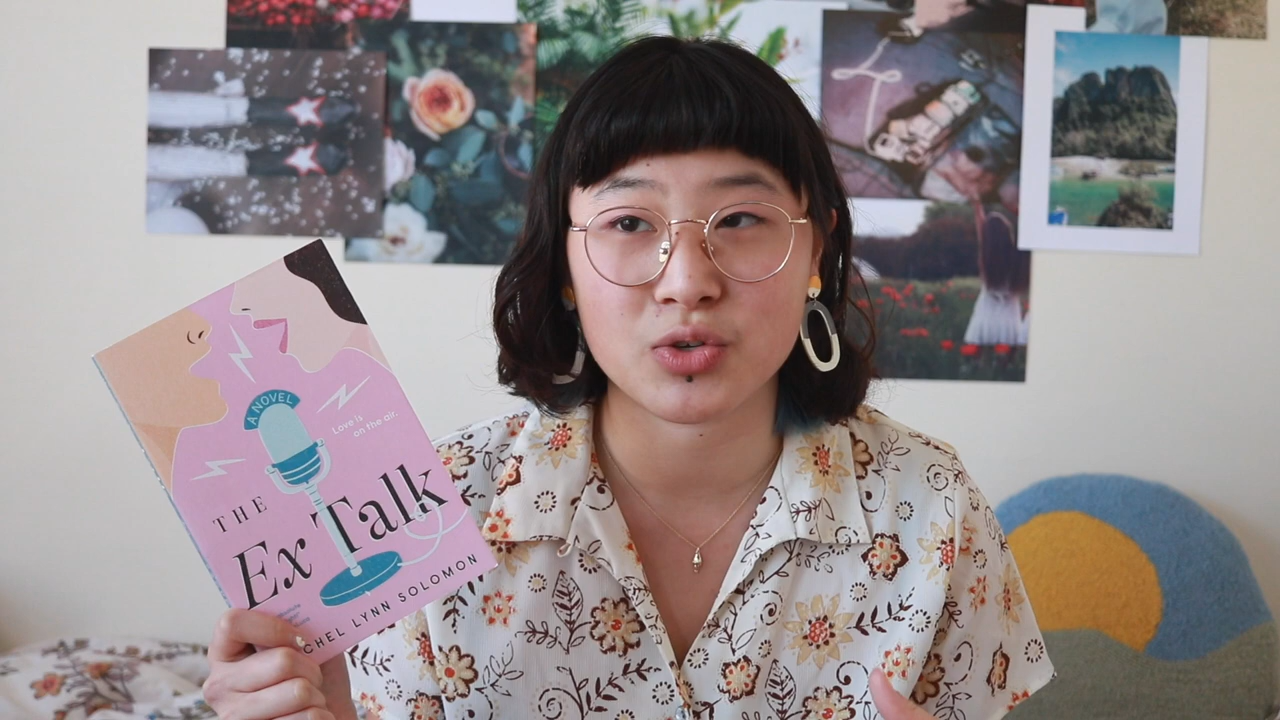 A NOVEL
Love is
on the air.
THE
Ex Talk
CHEL LYNN SOLOMON